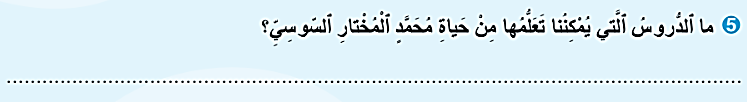 5 ما ٱلدُّروسُ ٱلَّتي يُمْكِنُنا تَعَلُّمُها مِنْ حَياةِ مُحَمَّدٍ ٱلْمُخْتارِ ٱلسّوسِيِّ؟
................................................................................